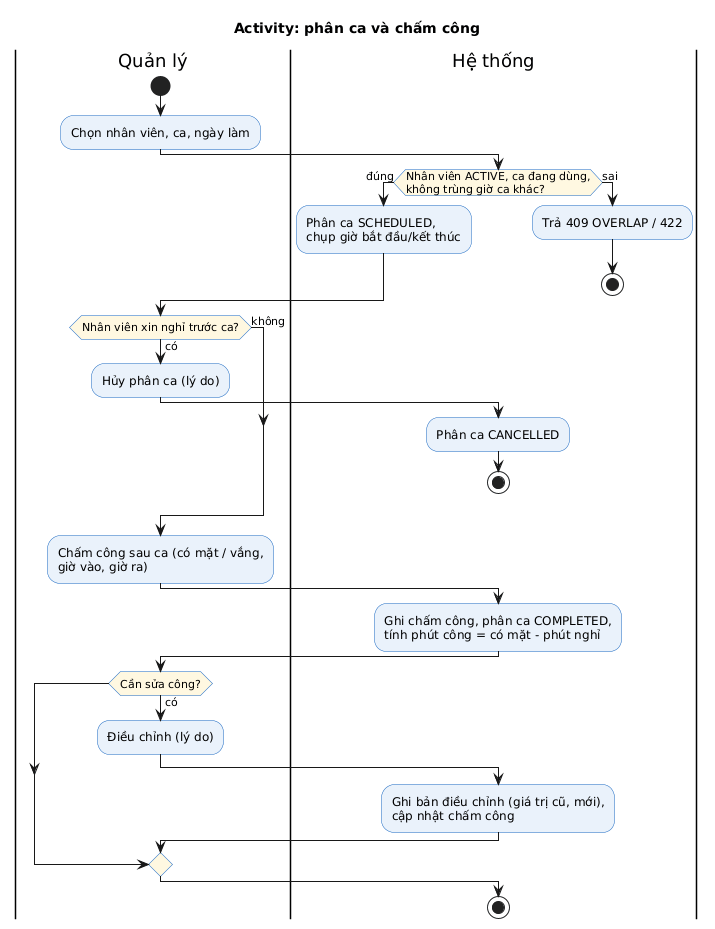 Activity: phân ca và chấm công
Quản lý
Hệ thống
Chọn nhân viên, ca, ngày làm
Nhân viên ACTIVE, ca đang dùng,
không trùng giờ ca khác?
đúng
sai
Phân ca SCHEDULED,
chụp giờ bắt đầu/kết thúc
Trả 409 OVERLAP / 422
Nhân viên xin nghỉ trước ca?
không
có
Hủy phân ca (lý do)
Phân ca CANCELLED
Chấm công sau ca (có mặt / vắng,
giờ vào, giờ ra)
Ghi chấm công, phân ca COMPLETED,
tính phút công = có mặt - phút nghỉ
Cần sửa công?
có
Điều chỉnh (lý do)
Ghi bản điều chỉnh (giá trị cũ, mới),
cập nhật chấm công